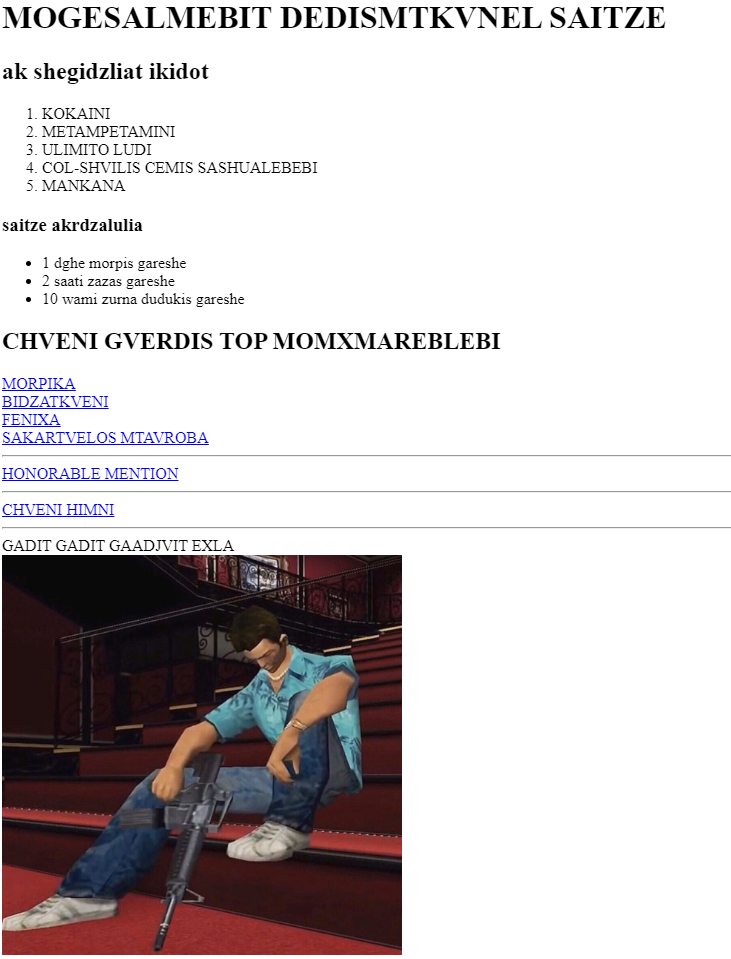 MOGESALMEBIT DEDISMTKVNEL SAITZE
ak shegidzliat ikidot
1. KOKAINI
2. METAMPETAMINI
3. ULIMITO LUDI
4. COL-SHVILIS CEMIS SASHUALEBEBI
5. MANKANA
saitze akrdzalulia
• 1 dghe morpis gareshe
• 2 saati zazas gareshe
• 10 wami zurna dudukis gareshe
CHVENI GVERDIS TOP MOMXMAREBLEBI
MORPIKA
BIDZATKVENI
FENIXA
SAKARTVELOS MTAVROBA
HONORABLE MENTION
CHVENI HIMNI
GADIT GADIT GAADJVIT EXLA